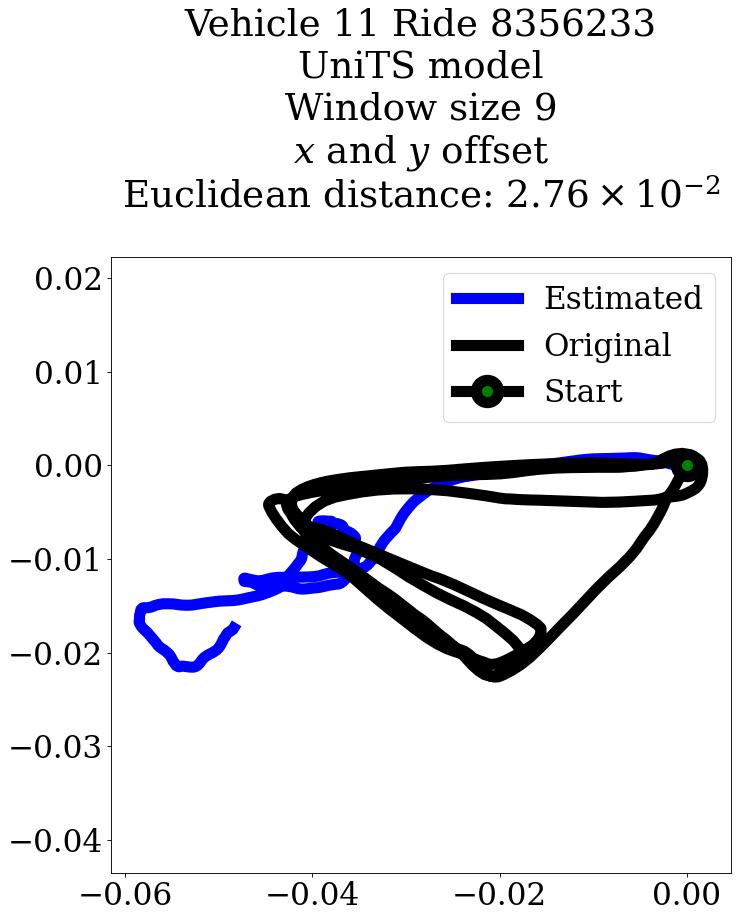 Vehicle 11 Ride 8356233
UniTS model
Window size 9
x and y offset
Euclidean distance: 2.76 × 10⁻²
Estimated
Original
Start
0.02
0.01
0.00
−0.01
−0.02
−0.03
−0.04
−0.06
−0.04
−0.02
0.00